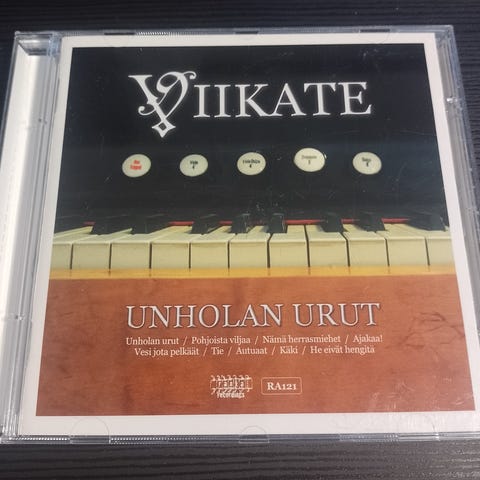 VIIKATE
UNHOLAN URUT
Unholan urut / Pohjoista viljaa / Nämä herrasmiehet / Ajakaa!
Vesi jota pelkäät / Tie / Autuaat / Käki / He eivät hengitä
recordings
RA121